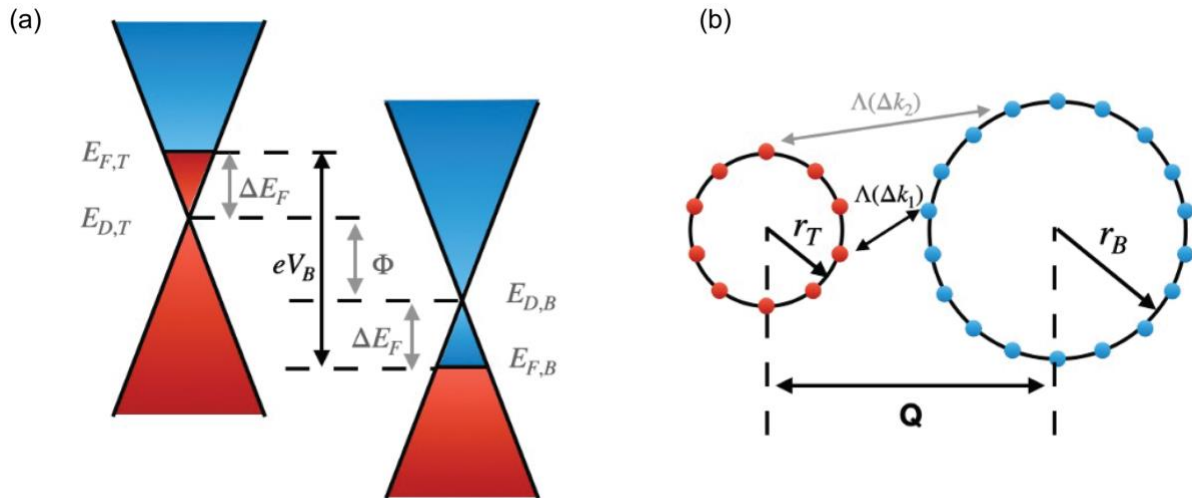 (a)
E_{F,T}
ΔE_F
E_{D,T}
eV_B
Φ
E_{D,B}
ΔE_F
E_{F,B}
(b)
Λ(Δk_2)
Λ(Δk_1)
r_T
r_B
Q